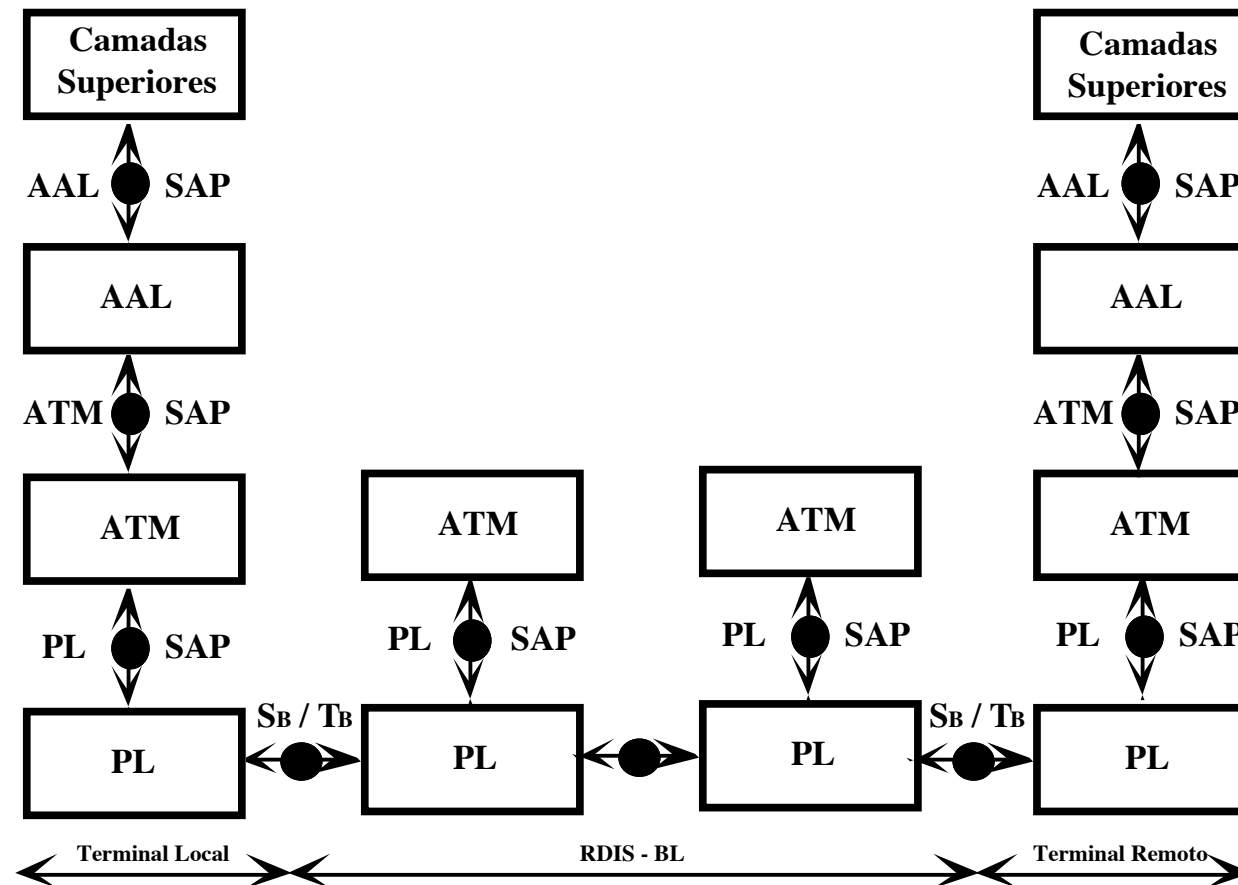 Camadas
Superiores
Camadas
Superiores
AAL SAP
AAL SAP
AAL
AAL
ATM SAP
ATM SAP
ATM
ATM
ATM
ATM
PL SAP
PL SAP
PL SAP
PL SAP
SB / TB
SB / TB
PL
PL
PL
PL
Terminal Local
RDIS - BL
Terminal Remoto